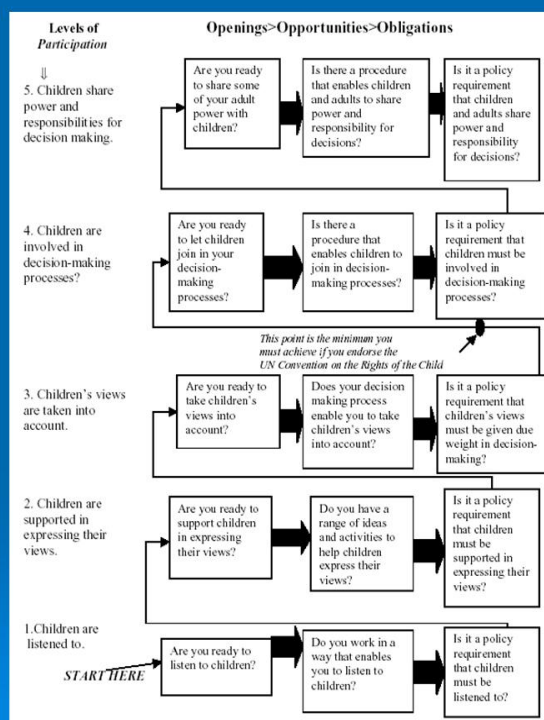 Levels of
Participation
Openings>Opportunities>Obligations
⇓
5. Children share
power and
responsibilities for
decision making.
Are you ready
to share some
of your adult
power with
children?
Is there a procedure
that enables children
and adults to share
power and
responsibility for
decisions?
Is it a policy
requirement
that children
and adults share
power and
responsibility
for decisions?
4. Children are
involved in
decision-making
processes?
Are you ready
to let children
join in your
decision-
making
processes?
Is there a
procedure that
enables children to
join in decision-
making processes?
Is it a policy
requirement that
children must be
involved in
decision-making
processes?
This point is the minimum you
must achieve if you endorse the
UN Convention on the Rights of the Child
3. Children's views
are taken into
account.
Are you ready to
take children's
views into
account?
Does your decision
making process
enable you to take
children's views
into account?
Is it a policy
requirement that
children's views
must be given due
weight in decision-
making?
2. Children are
supported in
expressing their
views.
Are you ready to
support children
in expressing
their views?
Do you have a
range of ideas
and activities to
help children
express their
views?
Is it a policy
requirement
that children
must be
supported in
expressing their
views?
1.Children are
listened to.
START HERE
Are you ready to
listen to children?
Do you work in a
way that enables
you to listen to
children?
Is it a policy
requirement
that children
must be
listened to?